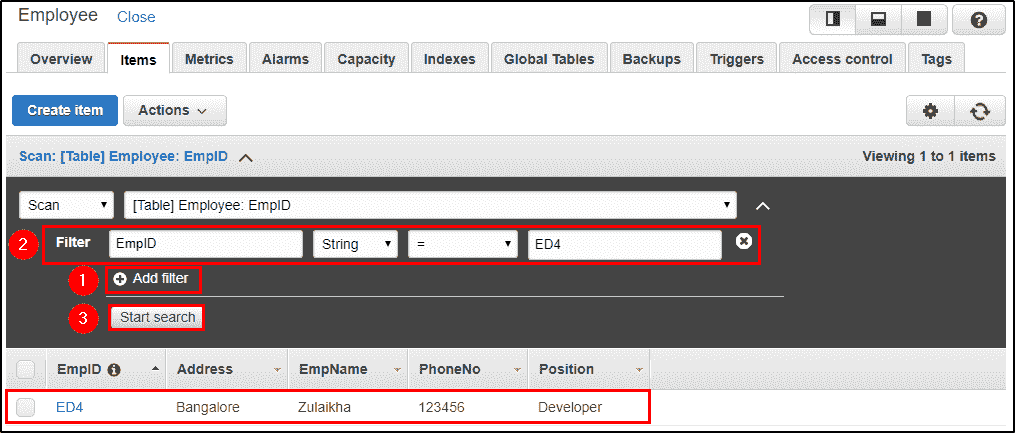 Employee Close ?
Overview Items Metrics Alarms Capacity Indexes Global Tables Backups Triggers Access control Tags
Create item Actions
Scan: [Table] Employee: EmpID Viewing 1 to 1 items
Scan [Table] Employee: EmpID
2 Filter EmpID String = ED4
1 Add filter
3 Start search
EmpID Address EmpName PhoneNo Position
ED4 Bangalore Zulaikha 123456 Developer